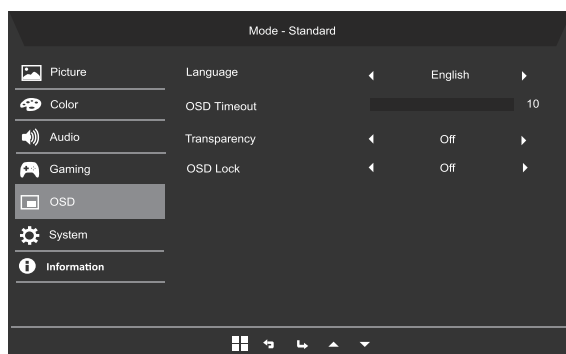 Mode - Standard
Picture
Color
Audio
Gaming
OSD
System
Information
Language English
OSD Timeout 10
Transparency Off
OSD Lock Off